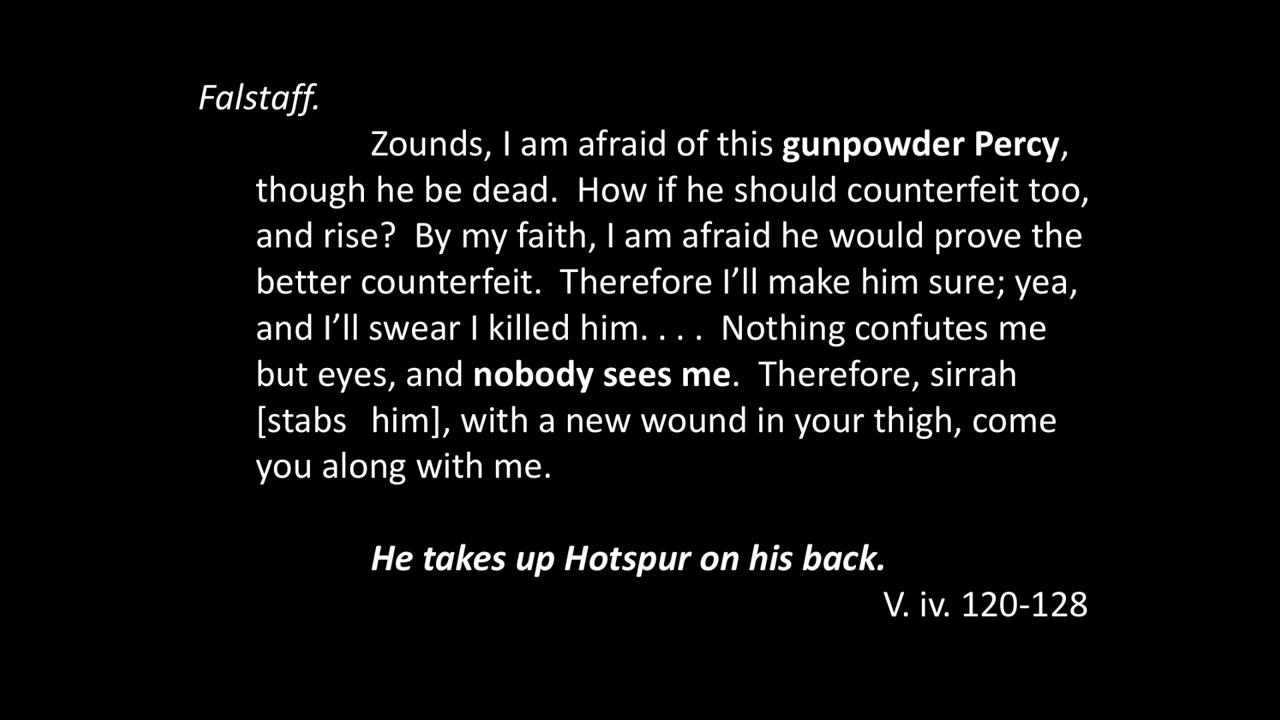 Falstaff.
Zounds, I am afraid of this gunpowder Percy,
though he be dead.  How if he should counterfeit too,
and rise?  By my faith, I am afraid he would prove the
better counterfeit.  Therefore I’ll make him sure; yea,
and I’ll swear I killed him. . . .  Nothing confutes me
but eyes, and nobody sees me.  Therefore, sirrah
[stabs   him], with a new wound in your thigh, come
you along with me.
He takes up Hotspur on his back.
V. iv. 120-128